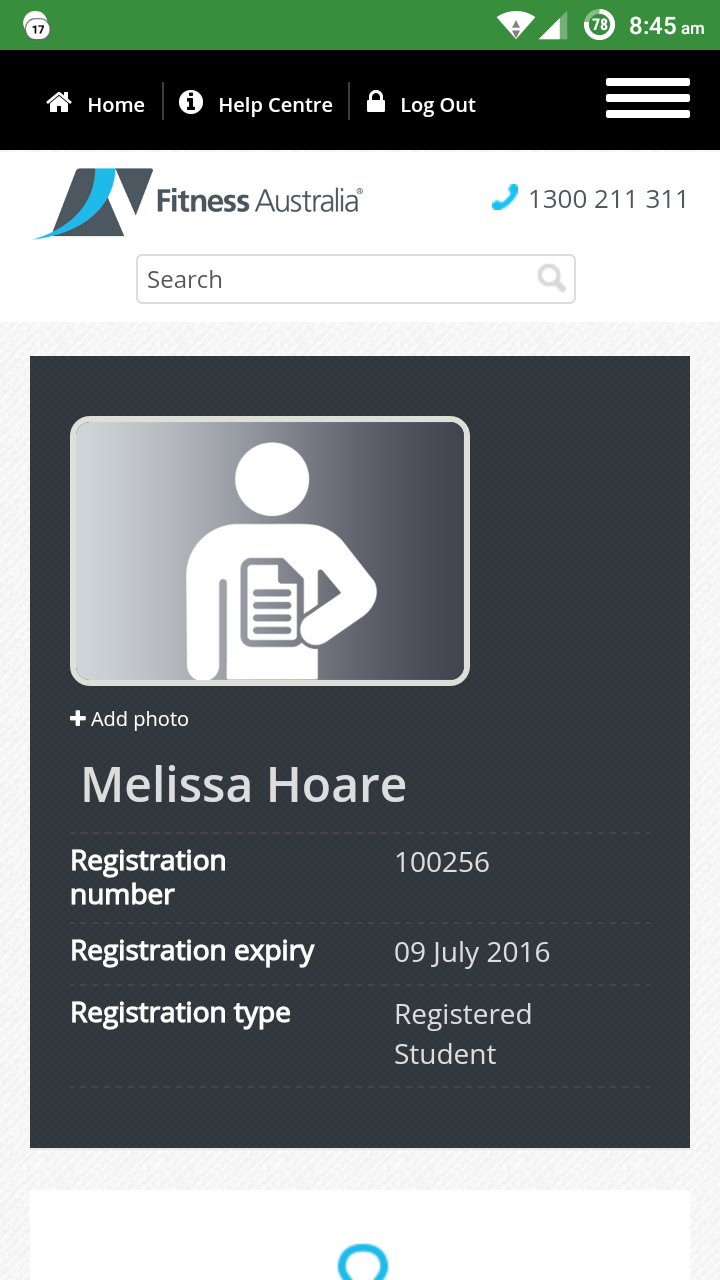 17
78
8:45 am
Home
Help Centre
Log Out
Fitness Australia®
1300 211 311
Search
Add photo
Melissa Hoare
Registration number
100256
Registration expiry
09 July 2016
Registration type
Registered
Student